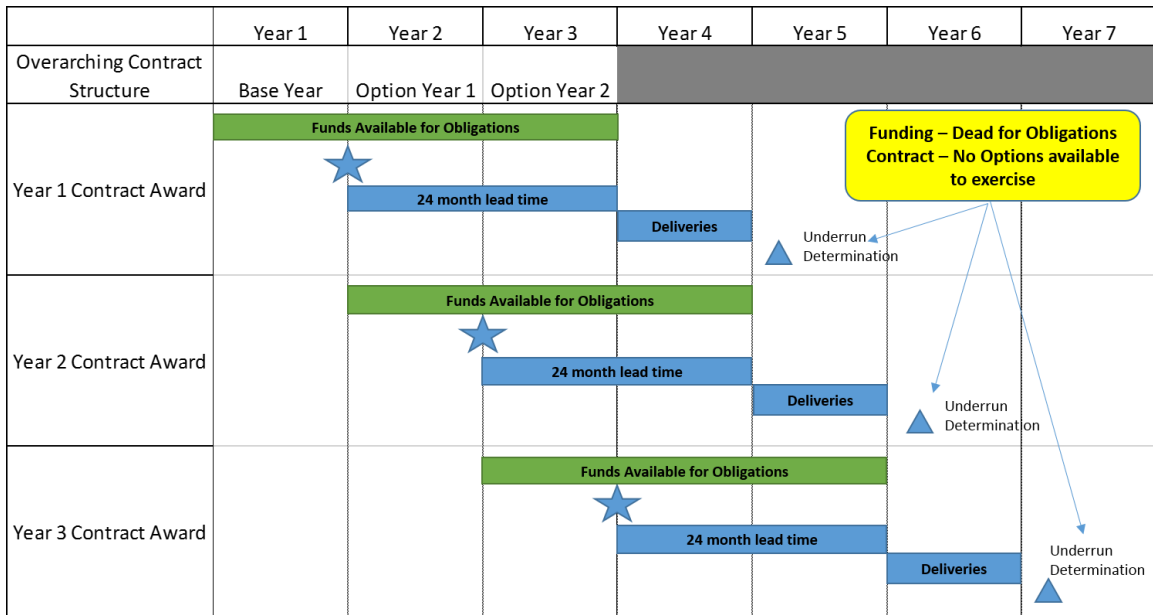 Year 1 Year 2 Year 3 Year 4 Year 5 Year 6 Year 7
Overarching Contract
Structure
Base Year Option Year 1 Option Year 2
Year 1 Contract Award
Funds Available for Obligations
24 month lead time
Deliveries
Underrun
Determination
Funding – Dead for Obligations
Contract – No Options available
to exercise
Year 2 Contract Award
Funds Available for Obligations
24 month lead time
Deliveries
Underrun
Determination
Year 3 Contract Award
Funds Available for Obligations
24 month lead time
Deliveries
Underrun
Determination